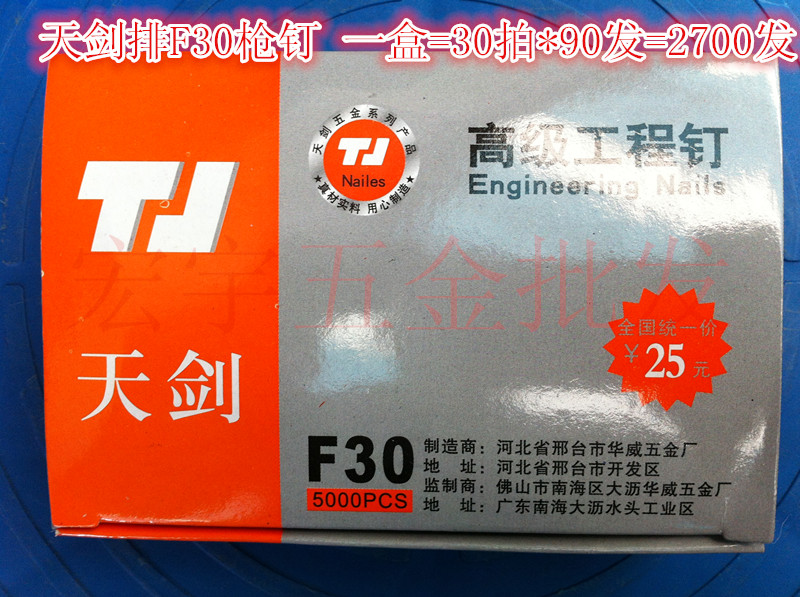 天剑排F30枪钉 一盒=30拍*90发=2700发
天剑五金系列产品
TJ
Nailes
★真材实料 用心制造★
高级工程钉
Engineering Nails
TJ
宏宇五金批发
全国统一价
¥25元
天剑
F30
5000PCS
制造商：河北省邢台市华威五金厂
地 址：河北省邢台市开发区
监制商：佛山市南海区大沥华威五金厂
地 址：广东南海大沥水头工业区